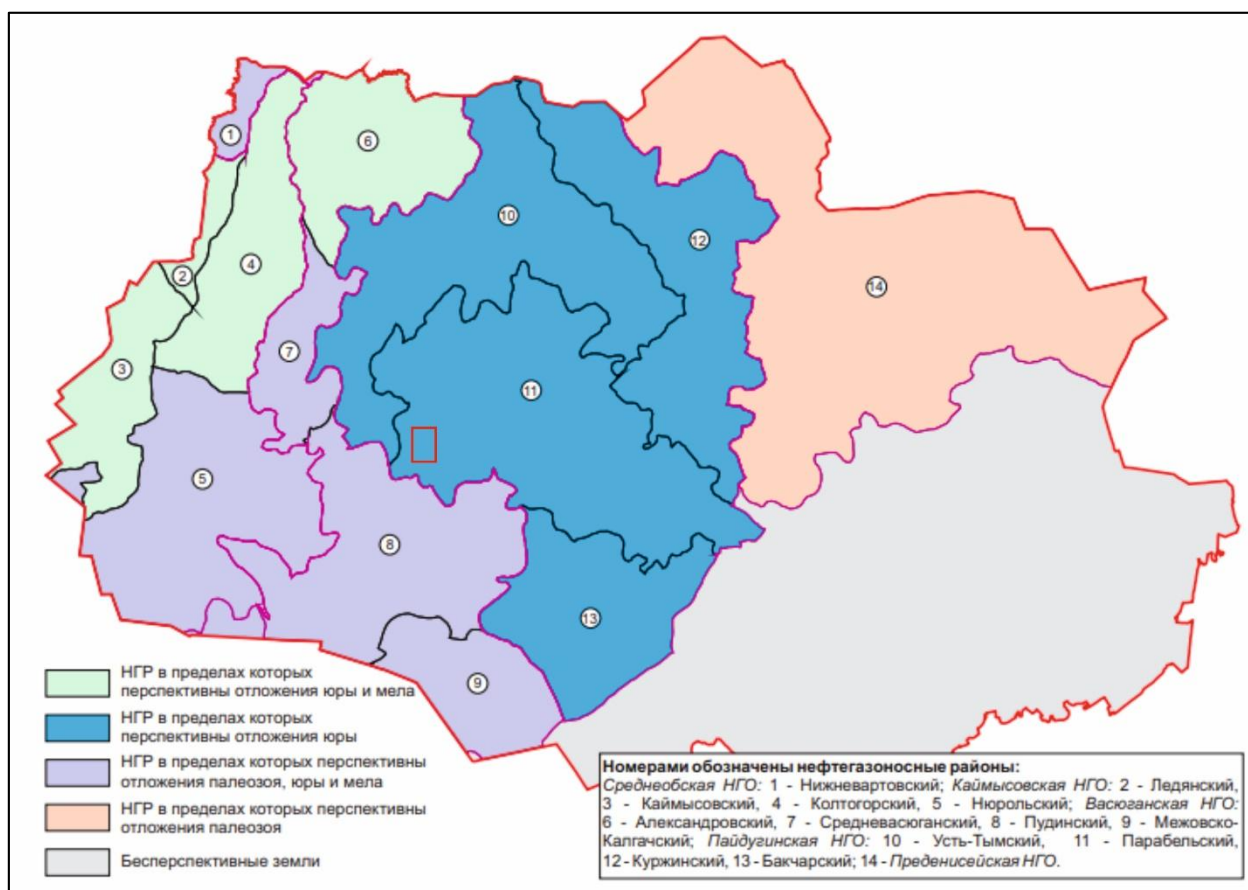 1
6
10
12
2
4
14
3
7
11
5
8
13
9
НГР в пределах которых
перспективны отложения юры и мела
НГР в пределах которых
перспективны отложения юры
НГР в пределах которых перспективны
отложения палеозоя, юры и мела
НГР в пределах которых перспективны
отложения палеозоя
Бесперспективные земли
Номерами обозначены нефтегазоносные районы:
Среднеобская НГО: 1 - Нижневартовский; Каймысовская НГО: 2 - Ледянский,
3 - Каймысовский, 4 - Колтогорский, 5 - Нюрольский; Васюганская НГО:
6 - Александровский, 7 - Средневасюганский, 8 - Пудинский, 9 - Межовско-
Калгачский; Пайдугинская НГО: 10 - Усть-Тымский, 11 - Парабельский,
12 - Куржинский, 13 - Бакчарский; 14 - Преденисейская НГО.